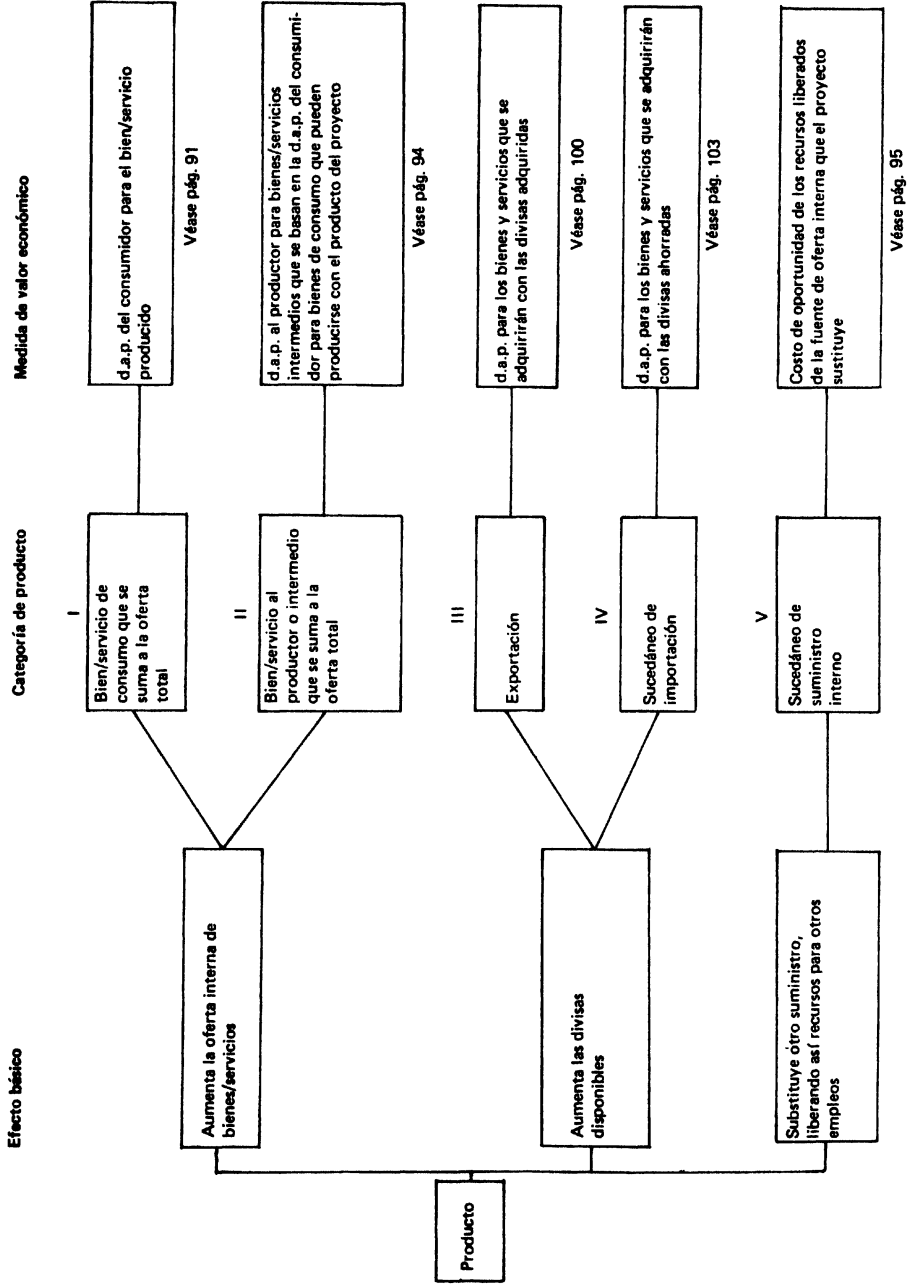 Efecto básico
Categoría de producto
Medida de valor económico
Producto
Aumenta la oferta interna de
bienes/servicios
I
Bien/servicio de
consumo que se
suma a la oferta
total
d.a.p. del consumidor para el bien/servicio
producido
Véase pág. 91
II
Bien/servicio al
productor o intermedio
que se suma a la
oferta total
d.a.p. al productor para bienes/servicios
intermedios que se basan en la d.a.p. del consumi-
dor para bienes de consumo que pueden
producirse con el producto del proyecto
Véase pág. 94
Aumenta las divisas
disponibles
III
Exportación
d.a.p. para los bienes y servicios que se
adquirirán con las divisas adquiridas
Véase pág. 100
IV
Sucedáneo de
importación
d.a.p. para los bienes y servicios que se adquirirán
con las divisas ahorradas
Véase pág. 103
Substituye ótro suministro,
liberando así recursos para otros
empleos
V
Sucedáneo de
suministro
interno
Costo de oportunidad de los recursos liberados
de la fuente de oferta interna que el proyecto
sustituye
Véase pág. 95